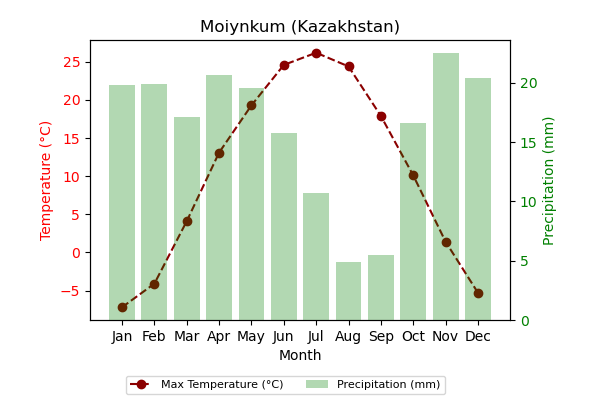 Moiynkum (Kazakhstan)
Temperature (°C)
25
20
15
10
5
0
−5
Precipitation (mm)
20
15
10
5
0
Jan Feb Mar Apr May Jun Jul Aug Sep Oct Nov Dec
Month
Max Temperature (°C) Precipitation (mm)